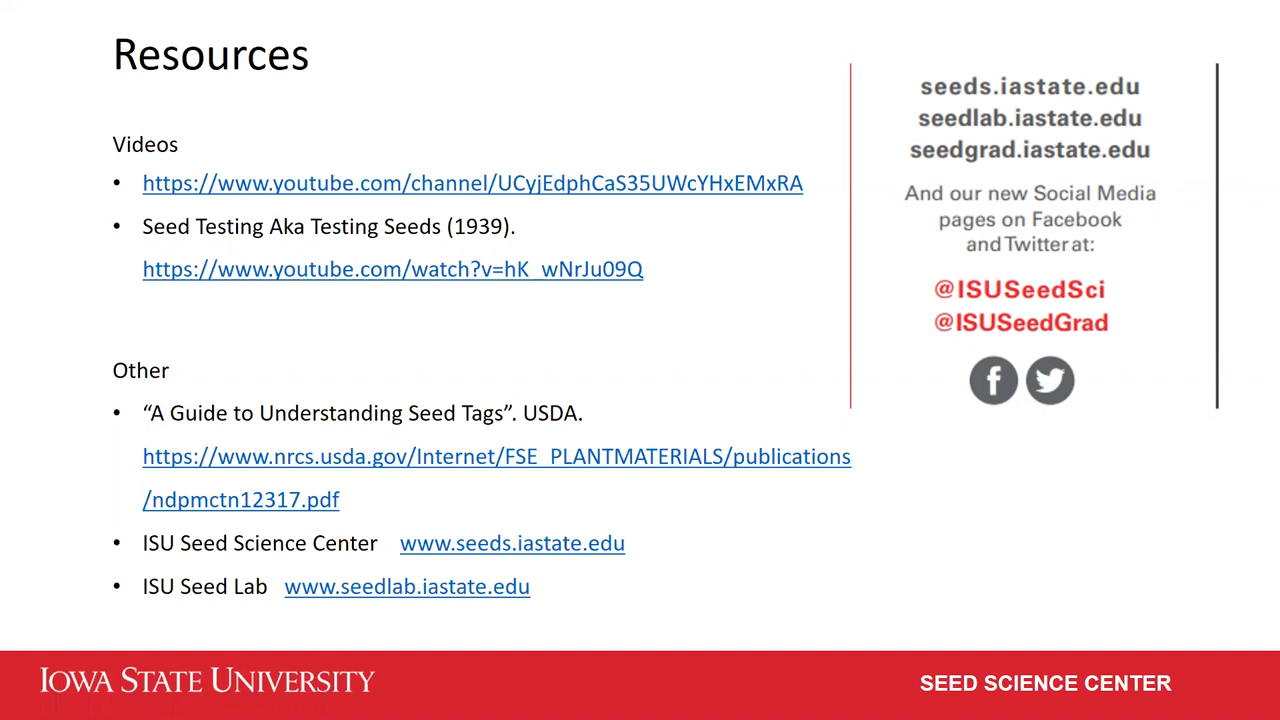 Resources
Videos
• https://www.youtube.com/channel/UCyjEdphCaS35UWcYHxEMxRA
• Seed Testing Aka Testing Seeds (1939).
https://www.youtube.com/watch?v=hK_wNrJu09Q
Other
• “A Guide to Understanding Seed Tags”. USDA.
https://www.nrcs.usda.gov/Internet/FSE_PLANTMATERIALS/publications
/ndpmctn12317.pdf
• ISU Seed Science Center www.seeds.iastate.edu
• ISU Seed Lab www.seedlab.iastate.edu
seeds.iastate.edu
seedlab.iastate.edu
seedgrad.iastate.edu
And our new Social Media
pages on Facebook
and Twitter at:
@ISUSeedSci
@ISUSeedGrad
IOWA STATE UNIVERSITY
SEED SCIENCE CENTER